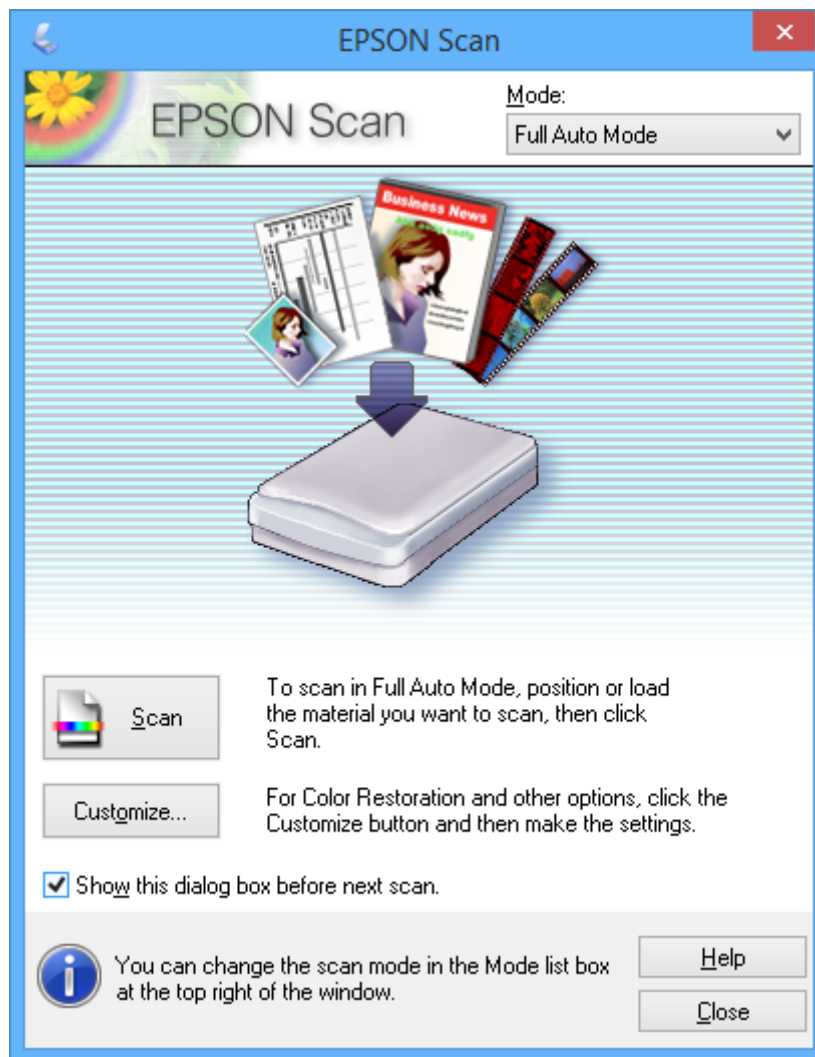 EPSON Scan
EPSON Scan
Mode:
Full Auto Mode
Business News
Scan
To scan in Full Auto Mode, position or load
the material you want to scan, then click
Scan.
Customize...
For Color Restoration and other options, click the
Customize button and then make the settings.
Show this dialog box before next scan.
You can change the scan mode in the Mode list box
at the top right of the window.
Help
Close